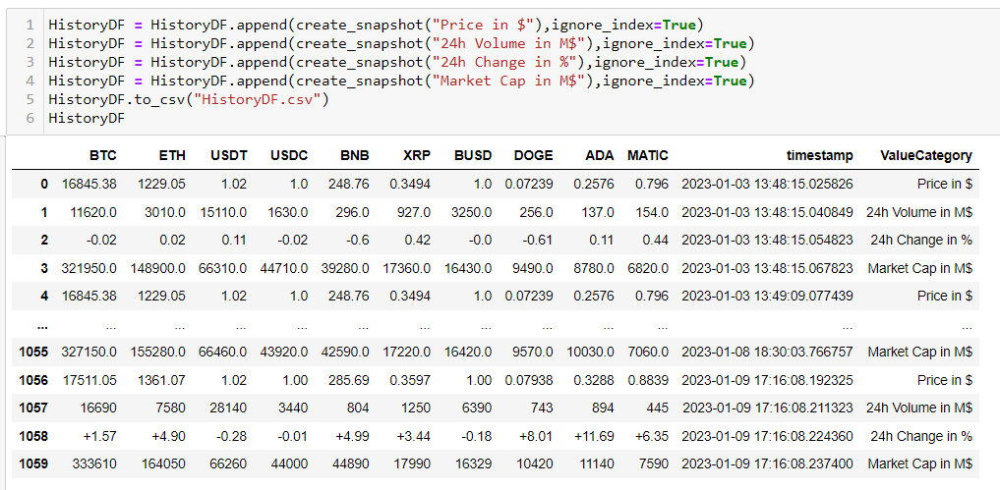 1 HistoryDF = HistoryDF.append(create_snapshot("Price in $"),ignore_index=True)
2 HistoryDF = HistoryDF.append(create_snapshot("24h Volume in M$"),ignore_index=True)
3 HistoryDF = HistoryDF.append(create_snapshot("24h Change in %"),ignore_index=True)
4 HistoryDF = HistoryDF.append(create_snapshot("Market Cap in M$"),ignore_index=True)
5 HistoryDF.to_csv("HistoryDF.csv")
6 HistoryDF
BTC ETH USDT USDC BNB XRP BUSD DOGE ADA MATIC timestamp ValueCategory
0 16845.38 1229.05 1.02 1.0 248.76 0.3494 1.0 0.07239 0.2576 0.796 2023-01-03 13:48:15.025826 Price in $
1 11620.0 3010.0 15110.0 1630.0 296.0 927.0 3250.0 256.0 137.0 154.0 2023-01-03 13:48:15.040849 24h Volume in M$
2 -0.02 0.02 0.11 -0.02 -0.6 0.42 -0.0 -0.61 0.11 0.44 2023-01-03 13:48:15.054823 24h Change in %
3 321950.0 148900.0 66310.0 44710.0 39280.0 17360.0 16430.0 9490.0 8780.0 6820.0 2023-01-03 13:48:15.067823 Market Cap in M$
4 16845.38 1229.05 1.02 1.0 248.76 0.3494 1.0 0.07239 0.2576 0.796 2023-01-03 13:49:09.077439 Price in $
... ... ... ... ... ... ... ... ... ... ... ... ...
1055 327150.0 155280.0 66460.0 43920.0 42590.0 17220.0 16420.0 9570.0 10030.0 7060.0 2023-01-08 18:30:03.766757 Market Cap in M$
1056 17511.05 1361.07 1.02 1.00 285.69 0.3597 1.00 0.07938 0.3288 0.8839 2023-01-09 17:16:08.192325 Price in $
1057 16690 7580 28140 3440 804 1250 6390 743 894 445 2023-01-09 17:16:08.211323 24h Volume in M$
1058 +1.57 +4.90 -0.28 -0.01 +4.99 +3.44 -0.18 +8.01 +11.69 +6.35 2023-01-09 17:16:08.224360 24h Change in %
1059 333610 164050 66260 44000 44890 17990 16329 10420 11140 7590 2023-01-09 17:16:08.237400 Market Cap in M$